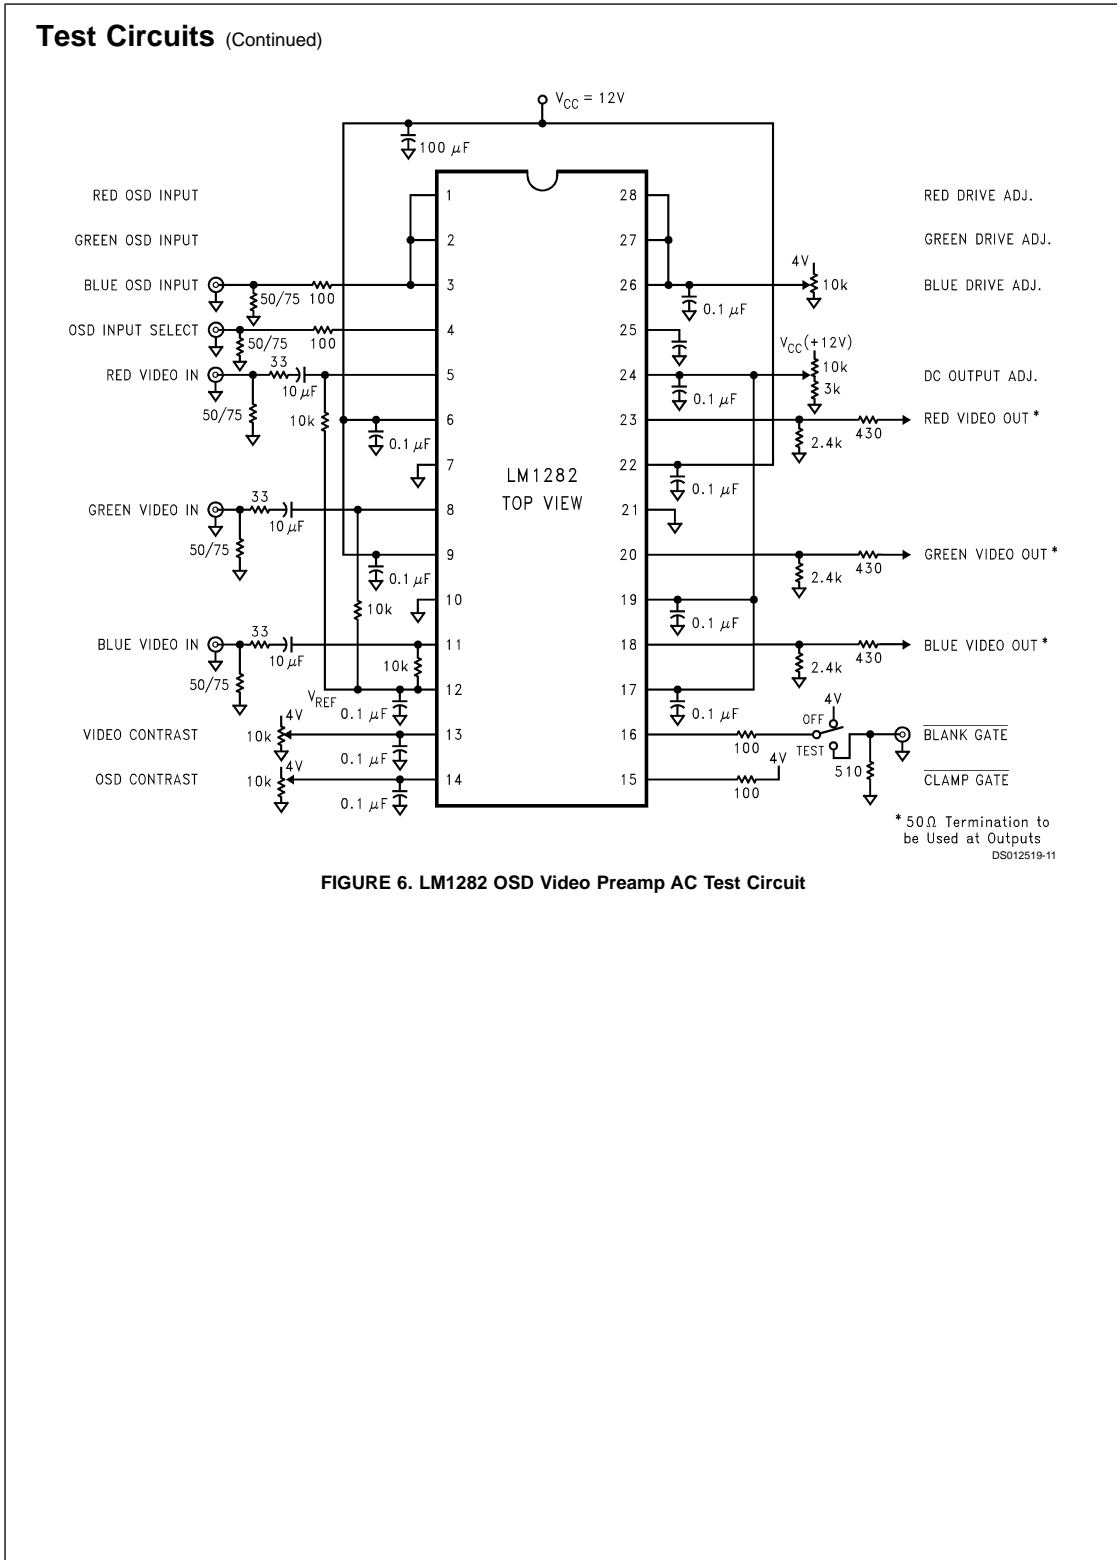 Test Circuits (Continued)
V_CC = 12V
100 μF
RED OSD INPUT
1
28
RED DRIVE ADJ.
GREEN OSD INPUT
2
27
GREEN DRIVE ADJ.
BLUE OSD INPUT
50/75
100
3
26
0.1 μF
4V
10k
BLUE DRIVE ADJ.
OSD INPUT SELECT
50/75
100
4
25
RED VIDEO IN
50/75
33
10 μF
10k
5
24
0.1 μF
V_CC (+12V)
10k
3k
DC OUTPUT ADJ.
0.1 μF
6
23
2.4k
430
RED VIDEO OUT *
7
22
0.1 μF
LM1282
TOP VIEW
GREEN VIDEO IN
50/75
33
10 μF
8
21
0.1 μF
9
20
2.4k
430
GREEN VIDEO OUT *
10k
10
19
0.1 μF
BLUE VIDEO IN
50/75
33
10 μF
10k
11
18
2.4k
430
BLUE VIDEO OUT *
V_REF
0.1 μF
12
17
0.1 μF
VIDEO CONTRAST
4V
10k
0.1 μF
13
16
100
4V
OFF
TEST
510
BLANK GATE
OSD CONTRAST
4V
10k
0.1 μF
14
15
100
4V
CLAMP GATE
* 50Ω Termination to
be Used at Outputs
DS012519-11
FIGURE 6. LM1282 OSD Video Preamp AC Test Circuit